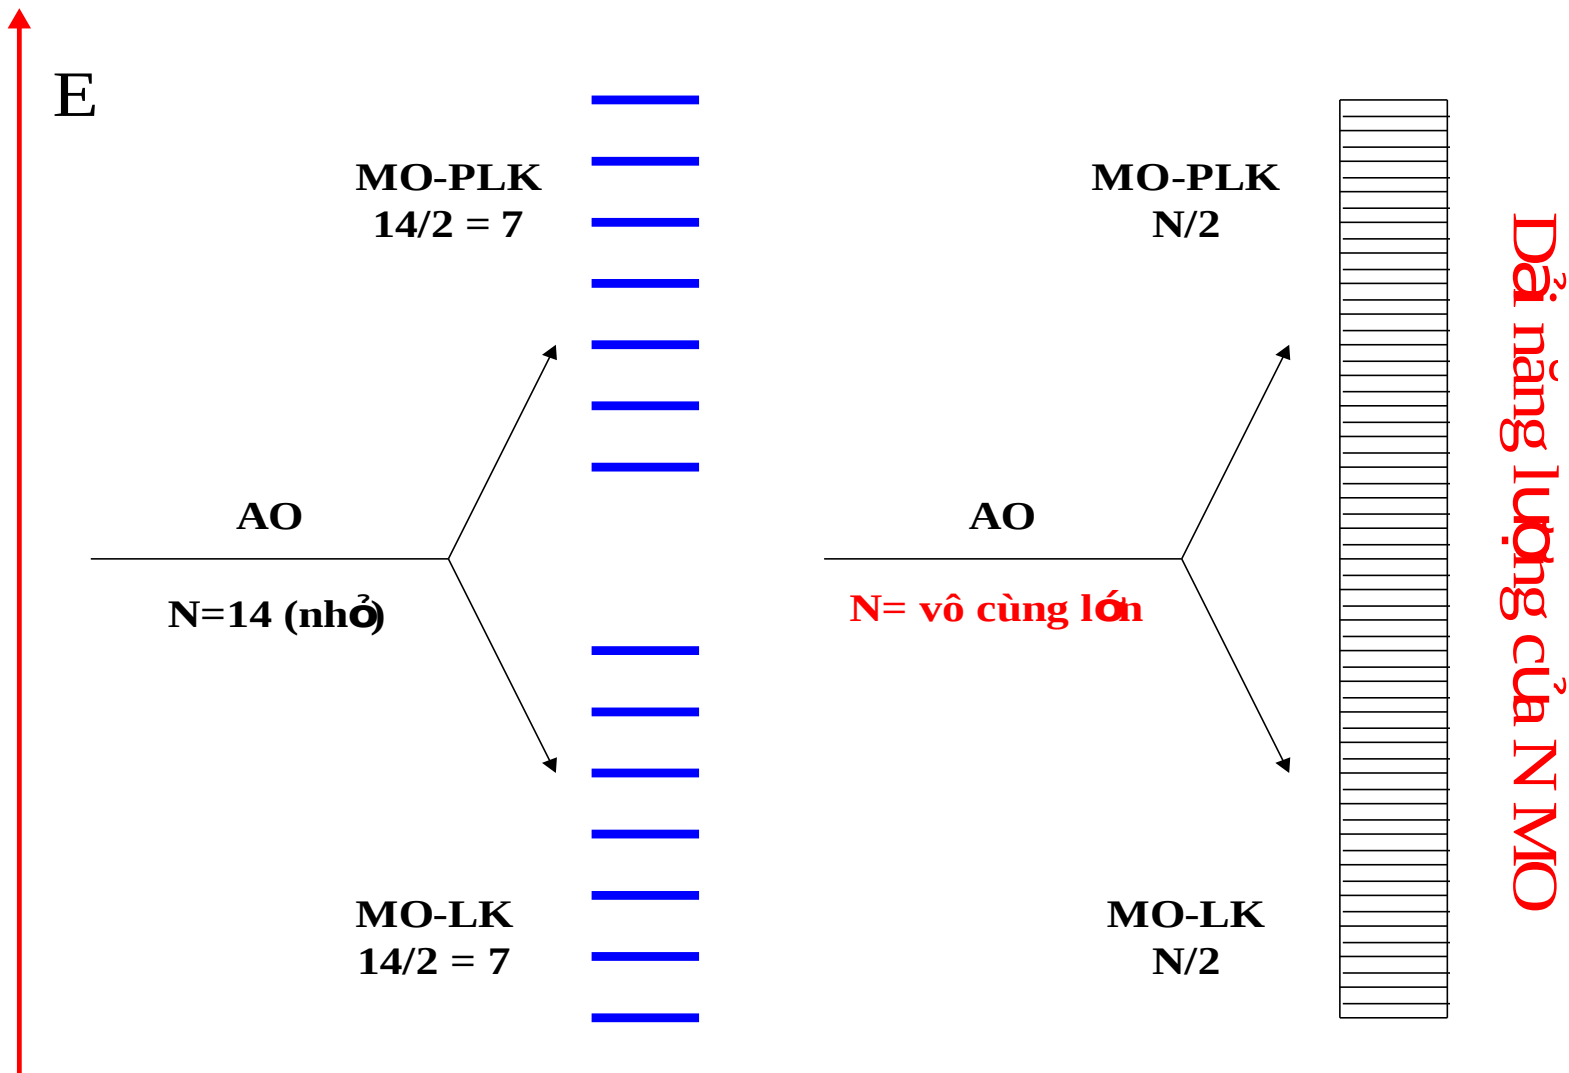 E
MO-PLK
14/2 = 7
AO
N=14 (nhỏ)
MO-LK
14/2 = 7
MO-PLK
N/2
AO
N= vô cùng lớn
MO-LK
N/2
Dải năng lượng của N MO